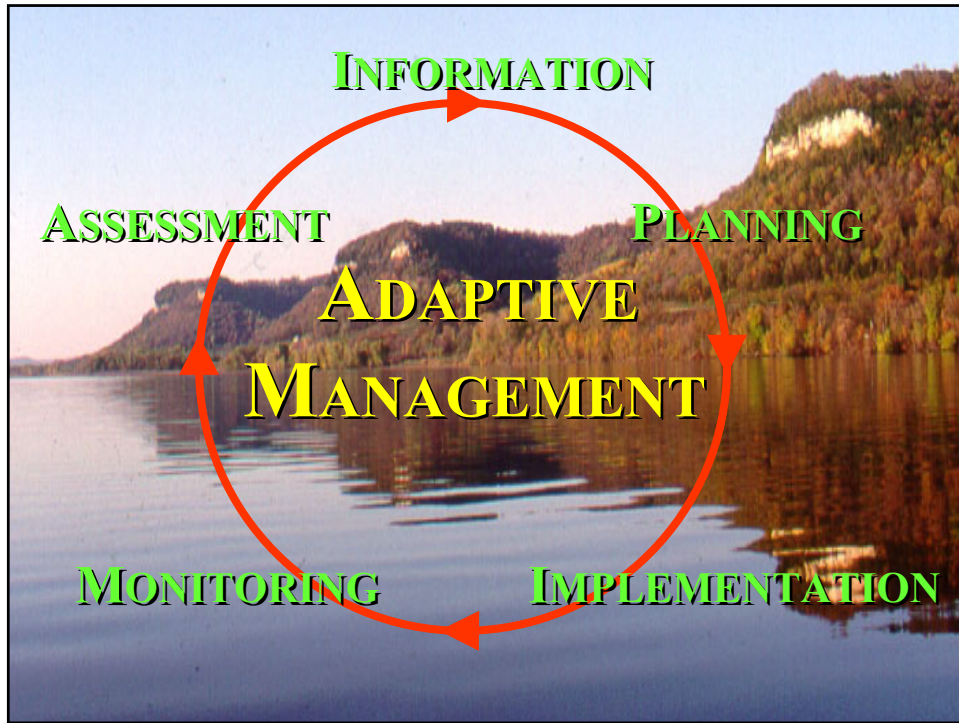 INFORMATION
ASSESSMENT
PLANNING
ADAPTIVE
MANAGEMENT
MONITORING
IMPLEMENTATION